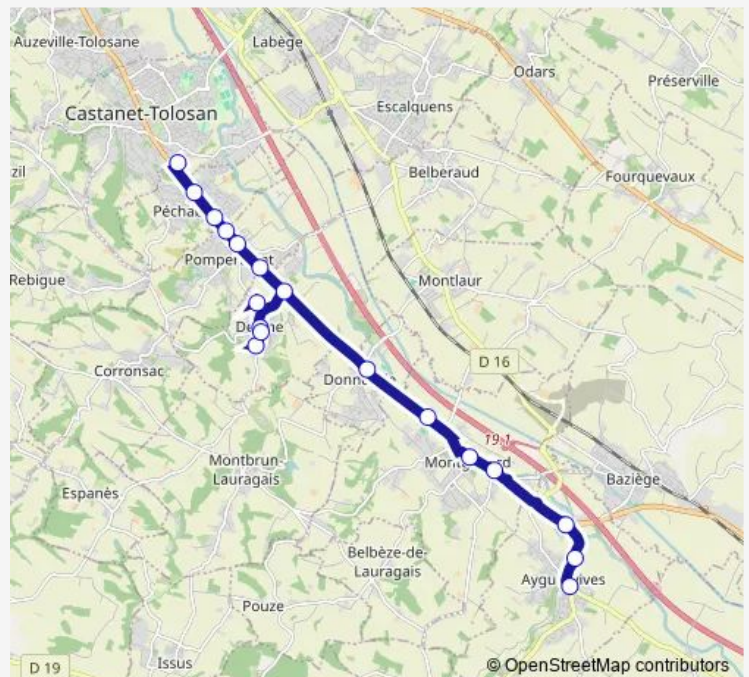 Auzeville-Tolosane
Labège
Odars
Préserville
Castanet-Tolosan
Escalquens
Belberaud
Fourquevaux
zil
Rebigue
Montlaur
Corronsac
D 16
19.1
Montbrun-
Lauragais
Baziège
Espanès
Belbèze-de-
Lauragais
Pouze
Issus
D 19
© OpenStreetMap contributors